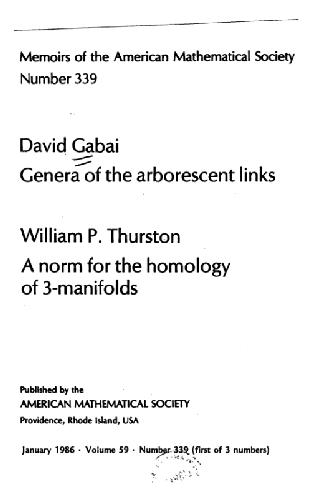 Memoirs of the American Mathematical Society
Number 339
David Gabai
Genera of the arborescent links
William P. Thurston
A norm for the homology
of 3-manifolds
Published by the
AMERICAN MATHEMATICAL SOCIETY
Providence, Rhode Island, USA
January 1986 · Volume 59 · Number 339 (first of 3 numbers)